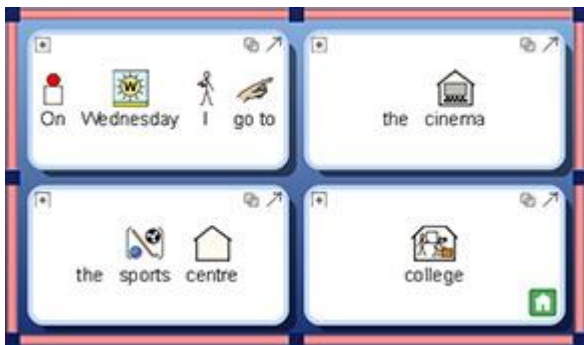 On Wednesday I go to
the cinema
the sports centre
college